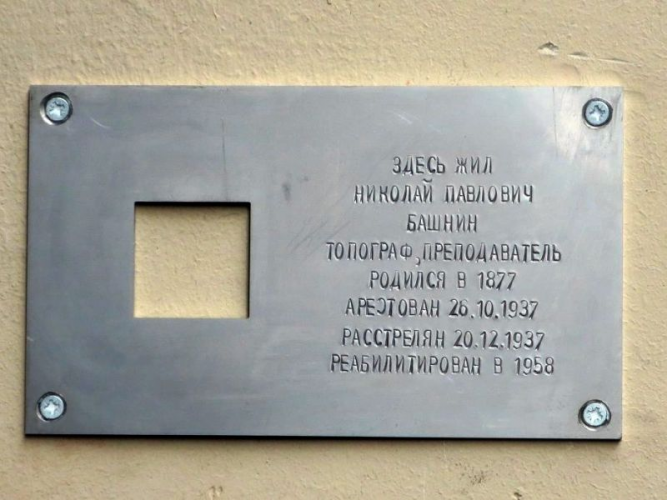 ЗДЕСЬ ЖИЛ
НИКОЛАЙ ПАВЛОВИЧ
БАШНИН
ТОПОГРАФ, ПРЕПОДАВАТЕЛЬ
РОДИЛСЯ В 1877
АРЕСТОВАН 26.10.1937
РАССТРЕЛЯН 20.12.1937
РЕАБИЛИТИРОВАН В 1958